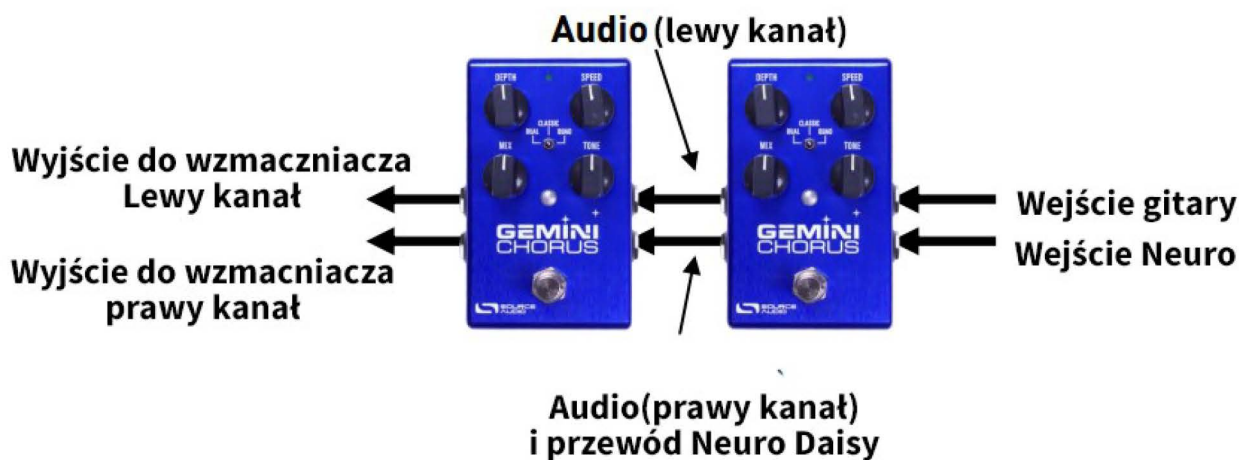 Audio (lewy kanał)
DEPTH SPEED
CLASSIC
DUAL QUAD
MIX TONE
GEMINI
CHORUS
SOURCE
AUDIO
DEPTH SPEED
CLASSIC
DUAL QUAD
MIX TONE
GEMINI
CHORUS
SOURCE
AUDIO
Wyjście do wzmaczniacza
Lewy kanał
Wyjście do wzmacniacza
prawy kanał
Wejście gitary
Wejście Neuro
Audio(prawy kanał)
i przewód Neuro Daisy